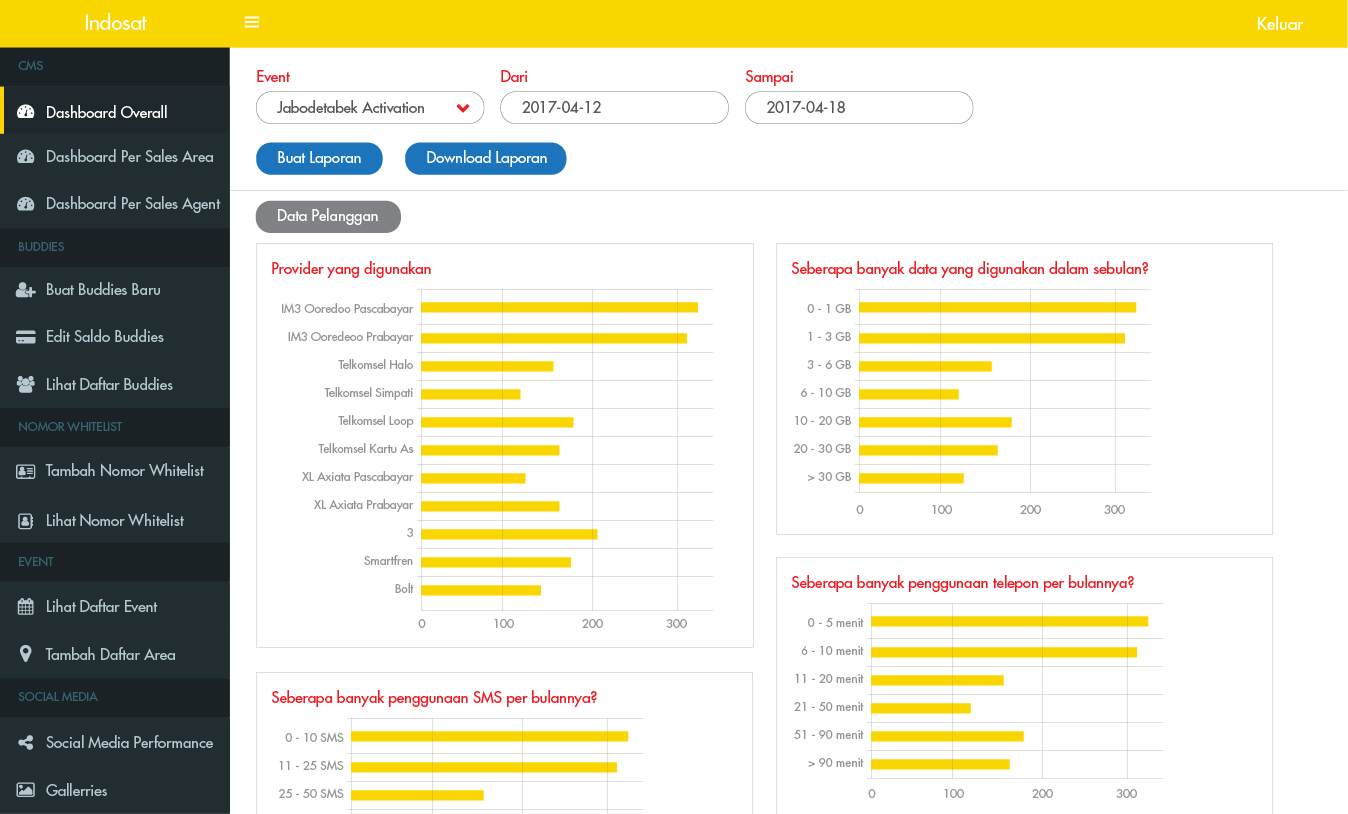 Indosat
Keluar
CMS
Dashboard Overall
Dashboard Per Sales Area
Dashboard Per Sales Agent
BUDDIES
Buat Buddies Baru
Edit Saldo Buddies
Lihat Daftar Buddies
NOMOR WHITELIST
Tambah Nomor Whitelist
Lihat Nomor Whitelist
EVENT
Lihat Daftar Event
Tambah Daftar Area
SOCIAL MEDIA
Social Media Performance
Gallerries
Event Dari Sampai
Jabodetabek Activation 2017-04-12 2017-04-18
Buat Laporan Download Laporan
Data Pelanggan
Provider yang digunakan
IM3 Ooredoo Pascabayar
IM3 Ooredeoo Prabayar
Telkomsel Halo
Telkomsel Simpati
Telkomsel Loop
Telkomsel Kartu As
XL Axiata Pascabayar
XL Axiata Prabayar
3
Smartfren
Bolt
0 100 200 300
Seberapa banyak data yang digunakan dalam sebulan?
0 - 1 GB
1 - 3 GB
3 - 6 GB
6 - 10 GB
10 - 20 GB
20 - 30 GB
> 30 GB
0 100 200 300
Seberapa banyak penggunaan SMS per bulannya?
0 - 10 SMS
11 - 25 SMS
25 - 50 SMS
Seberapa banyak penggunaan telepon per bulannya?
0 - 5 menit
6 - 10 menit
11 - 20 menit
21 - 50 menit
51 - 90 menit
> 90 menit
0 100 200 300